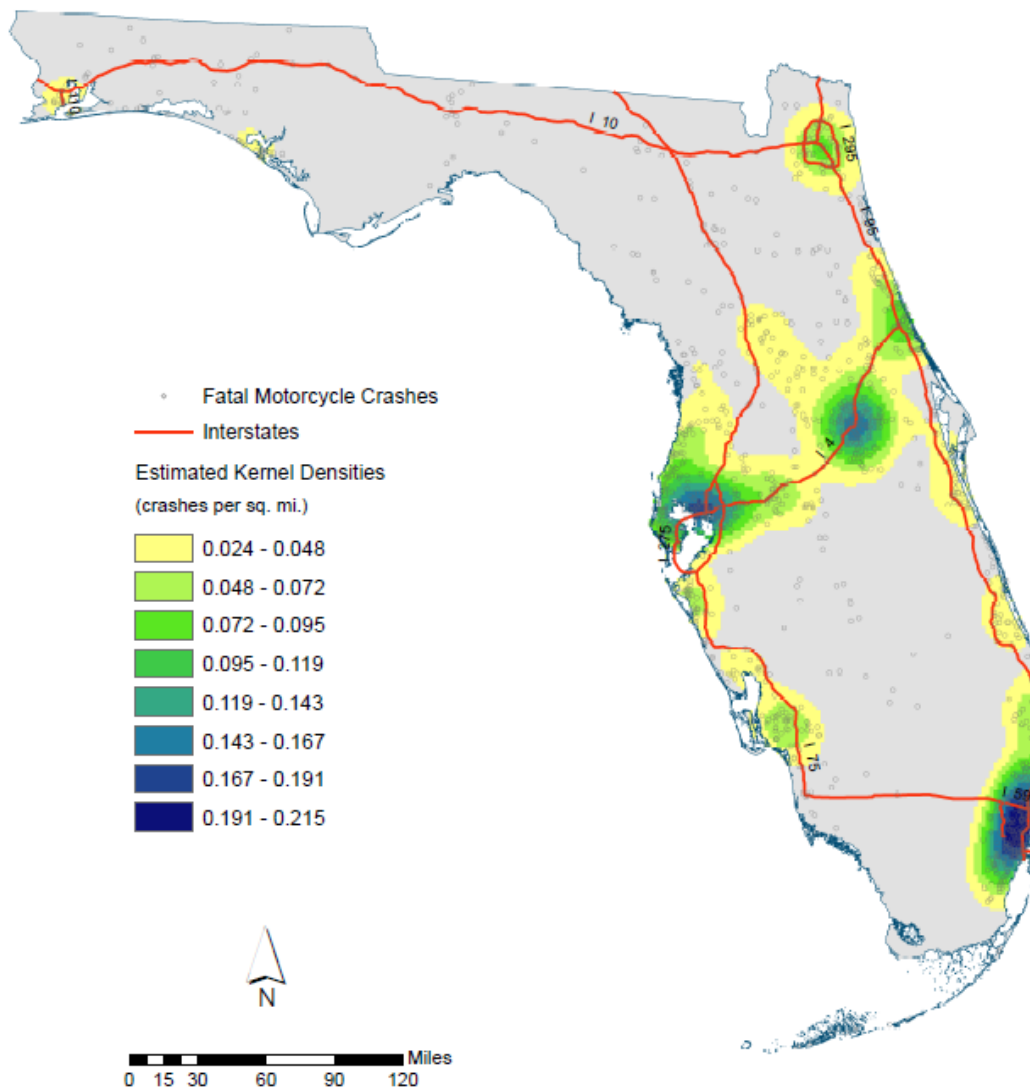 I 110
I 10
I 295
I 95
Fatal Motorcycle Crashes
Interstates
I 4
Estimated Kernel Densities
(crashes per sq. mi.)
I 275
0.024 - 0.048
0.048 - 0.072
0.072 - 0.095
0.095 - 0.119
0.119 - 0.143
0.143 - 0.167
I 75
0.167 - 0.191
0.191 - 0.215
N
Miles
0 15 30 60 90 120